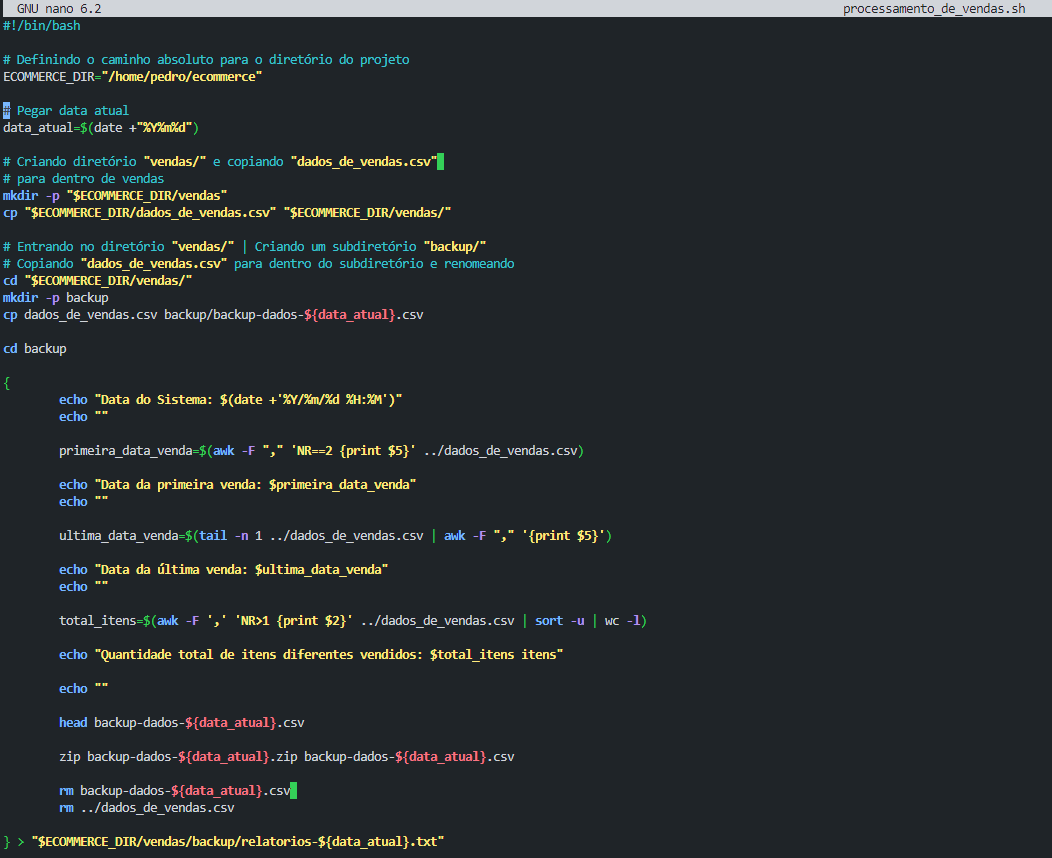 GNU nano 6.2 processamento_de_vendas.sh
#!/bin/bash
# Definindo o caminho absoluto para o diretório do projeto
ECOMMERCE_DIR="/home/pedro/ecommerce"
# Pegar data atual
data_atual=$(date +"%Y%m%d")
# Criando diretório "vendas/" e copiando "dados_de_vendas.csv"
# para dentro de vendas
mkdir -p "$ECOMMERCE_DIR/vendas"
cp "$ECOMMERCE_DIR/dados_de_vendas.csv" "$ECOMMERCE_DIR/vendas/"
# Entrando no diretório "vendas/" | Criando um subdiretório "backup/"
# Copiando "dados_de_vendas.csv" para dentro do subdiretório e renomeando
cd "$ECOMMERCE_DIR/vendas/"
mkdir -p backup
cp dados_de_vendas.csv backup/backup-dados-${data_atual}.csv
cd backup
{
echo "Data do Sistema: $(date +'%Y/%m/%d %H:%M')"
echo ""
primeira_data_venda=$(awk -F "," 'NR==2 {print $5}' ../dados_de_vendas.csv)
echo "Data da primeira venda: $primeira_data_venda"
echo ""
ultima_data_venda=$(tail -n 1 ../dados_de_vendas.csv | awk -F "," '{print $5}')
echo "Data da última venda: $ultima_data_venda"
echo ""
total_itens=$(awk -F ',' 'NR>1 {print $2}' ../dados_de_vendas.csv | sort -u | wc -l)
echo "Quantidade total de itens diferentes vendidos: $total_itens itens"
echo ""
head backup-dados-${data_atual}.csv
zip backup-dados-${data_atual}.zip backup-dados-${data_atual}.csv
rm backup-dados-${data_atual}.csv
rm ../dados_de_vendas.csv
} > "$ECOMMERCE_DIR/vendas/backup/relatorios-${data_atual}.txt"